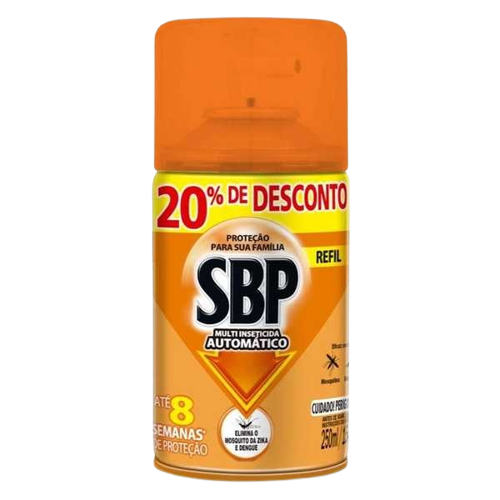 20% DE DESCONTO
PROTEÇÃO
PARA SUA FAMÍLIA
REFIL
SBP
MULTI INSETICIDA
AUTOMÁTICO
ATÉ
8
SEMANAS*
DE PROTEÇÃO
ELIMINA O
MOSQUITO DA ZIKA
E DENGUE
CUIDADO!
250ml